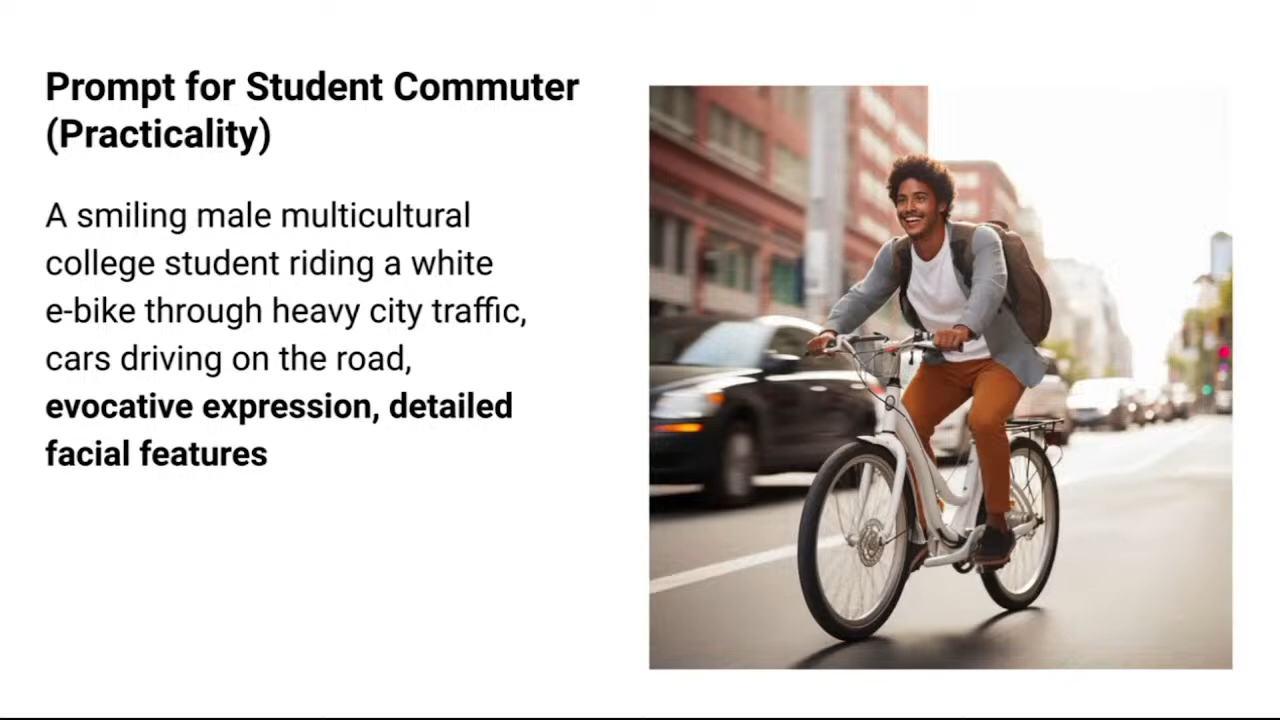 Prompt for Student Commuter
(Practicality)
A smiling male multicultural
college student riding a white
e-bike through heavy city traffic,
cars driving on the road,
evocative expression, detailed
facial features